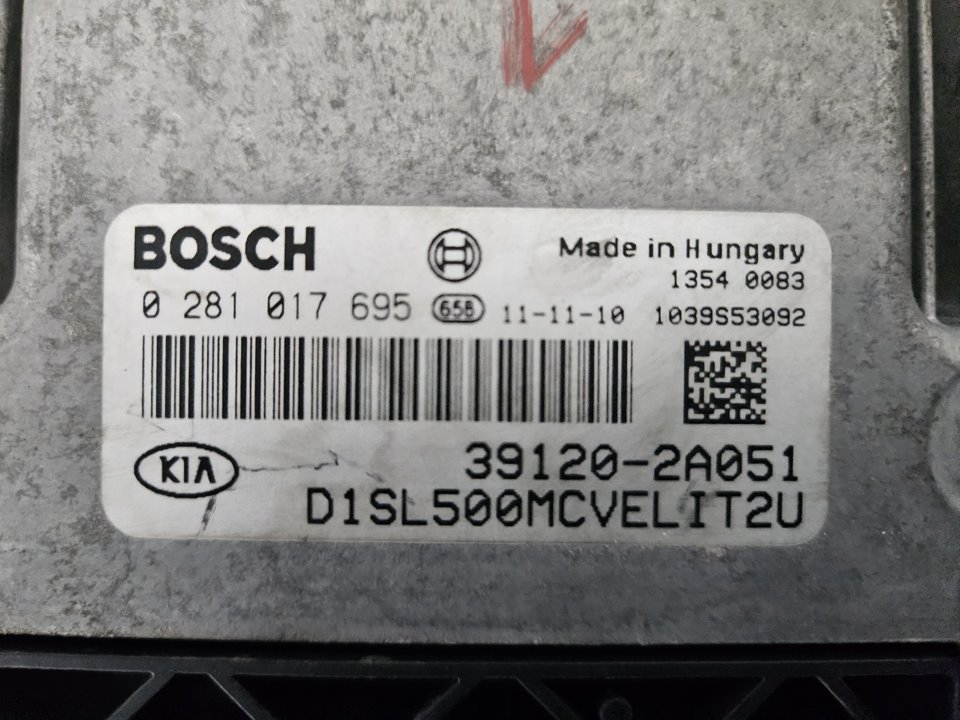 BOSCH
Made in Hungary
1354 0083
0 281 017 695 658 11-11-10 1039S53092
KIA
39120-2A051
D1SL500MCVELIT2U